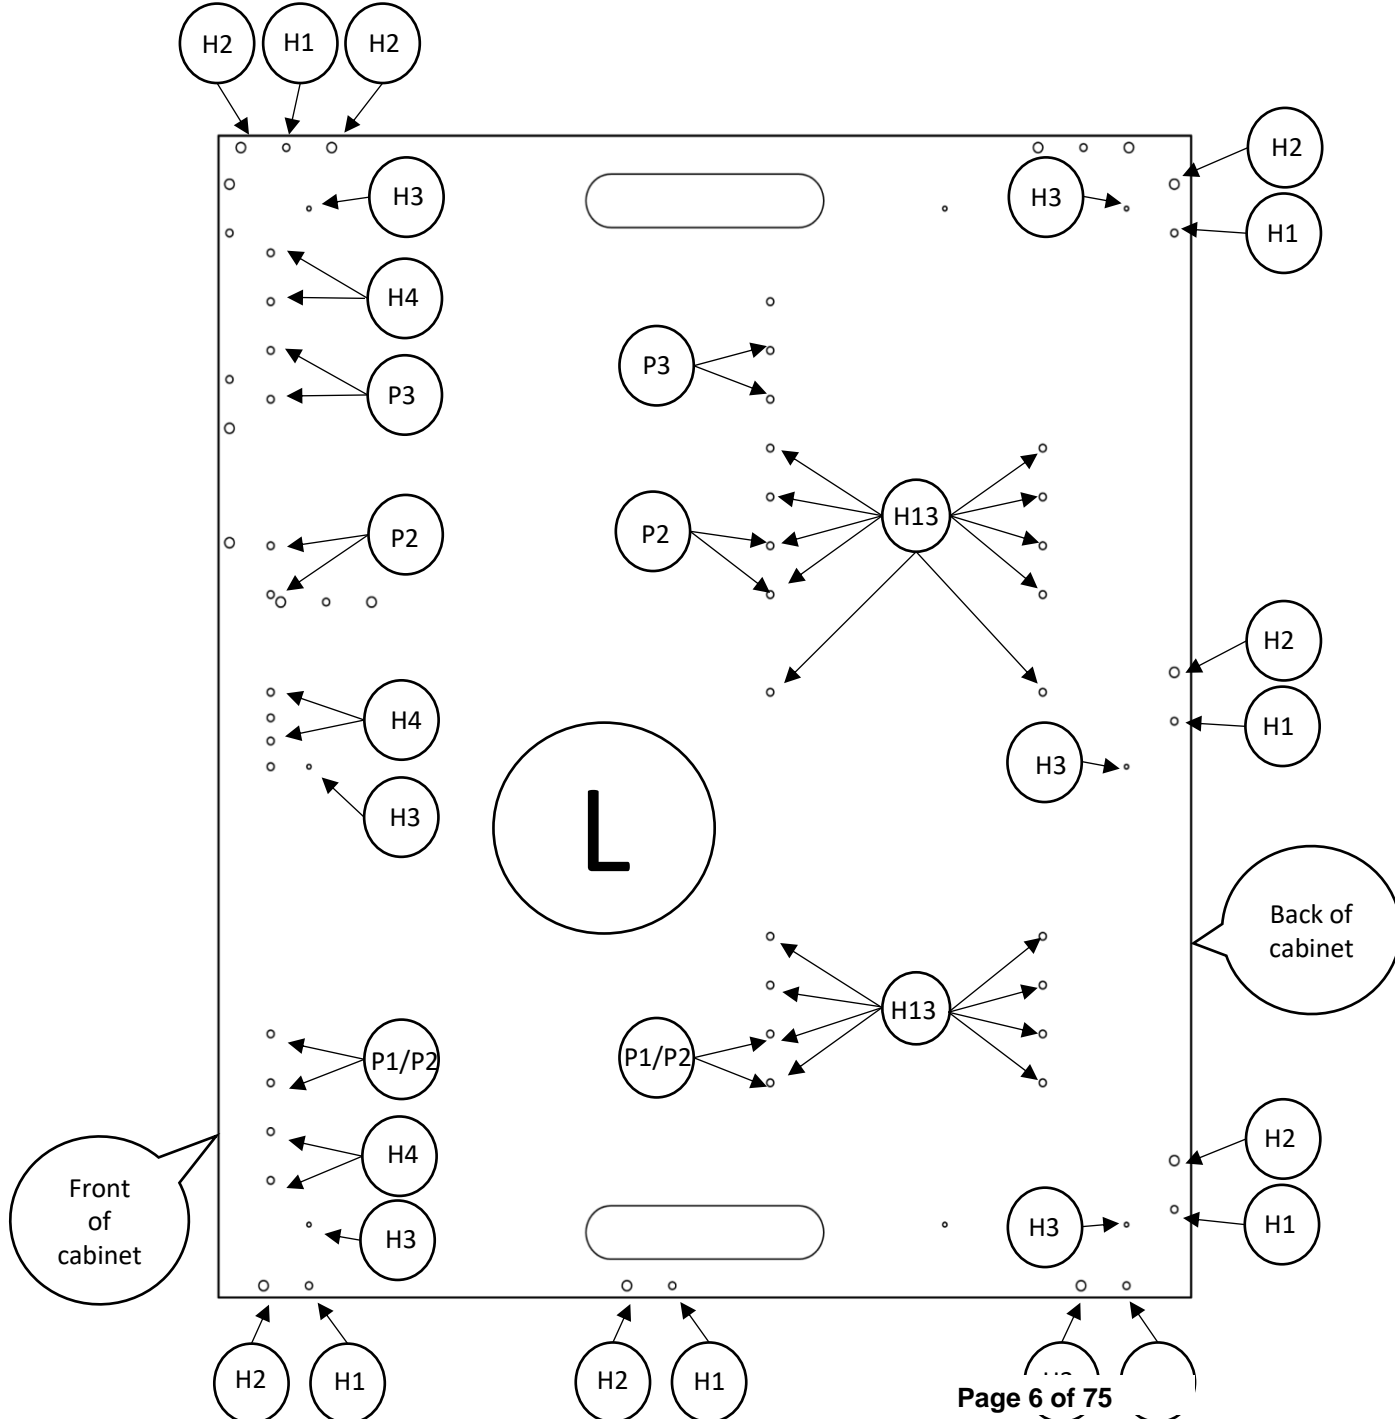 H2 H1 H2
H2
H3
H3
H1
H4
P3
P3
H13
P2
P2
H2
H4
H1
H3
H3
L
Back of
cabinet
H13
P1/P2
P1/P2
H2
H4
Front
of
cabinet
H3
H3
H1
H2
H1
H2
H1
Page 6 of 75